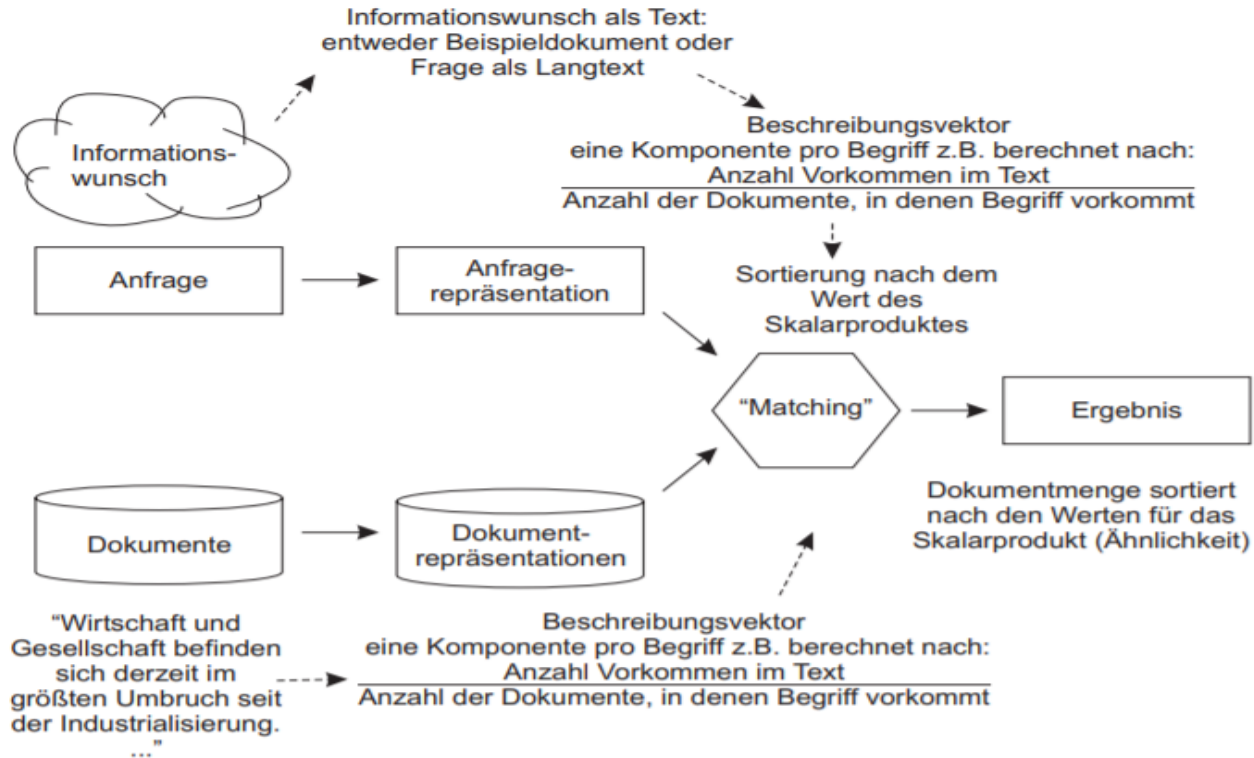 Informationswunsch als Text:
entweder Beispieldokument oder
Frage als Langtext
Informations-
wunsch
Beschreibungsvektor
eine Komponente pro Begriff z.B. berechnet nach:
Anzahl Vorkommen im Text
Anzahl der Dokumente, in denen Begriff vorkommt
Anfrage
Anfrage-
repräsentation
Sortierung nach dem
Wert des
Skalarproduktes
“Matching”
Ergebnis
Dokumente
Dokument-
repräsentationen
Dokumentmenge sortiert
nach den Werten für das
Skalarprodukt (Ähnlichkeit)
“Wirtschaft und
Gesellschaft befinden
sich derzeit im
größten Umbruch seit
der Industrialisierung.
...”
Beschreibungsvektor
eine Komponente pro Begriff z.B. berechnet nach:
Anzahl Vorkommen im Text
Anzahl der Dokumente, in denen Begriff vorkommt